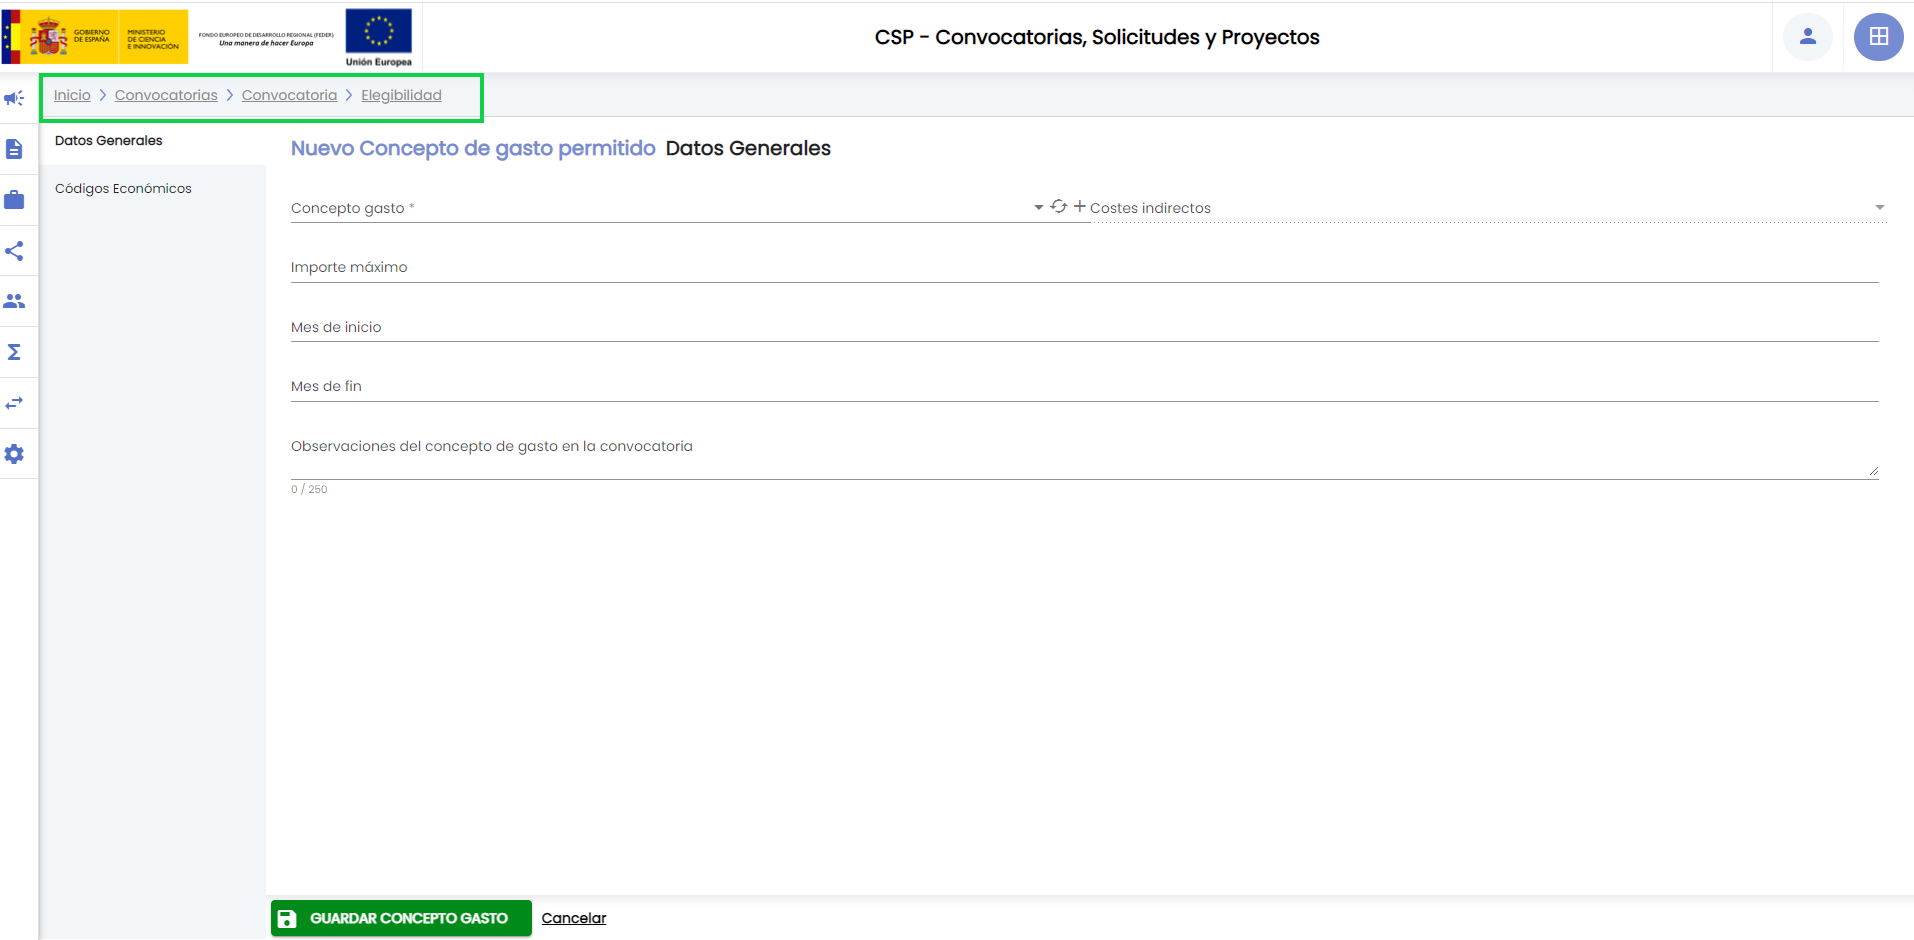 GOBIERNO
DE ESPAÑA
MINISTERIO
DE CIENCIA
E INNOVACIÓN
FONDO EUROPEO DE DESARROLLO REGIONAL (FEDER)
Una manera de hacer Europa
Unión Europea
CSP - Convocatorias, Solicitudes y Proyectos
Inicio > Convocatorias > Convocatoria > Elegibilidad
Datos Generales
Códigos Económicos
Nuevo Concepto de gasto permitido Datos Generales
Concepto gasto *
Costes indirectos
Importe máximo
Mes de inicio
Mes de fin
Observaciones del concepto de gasto en la convocatoria
0 / 250
GUARDAR CONCEPTO GASTO
Cancelar